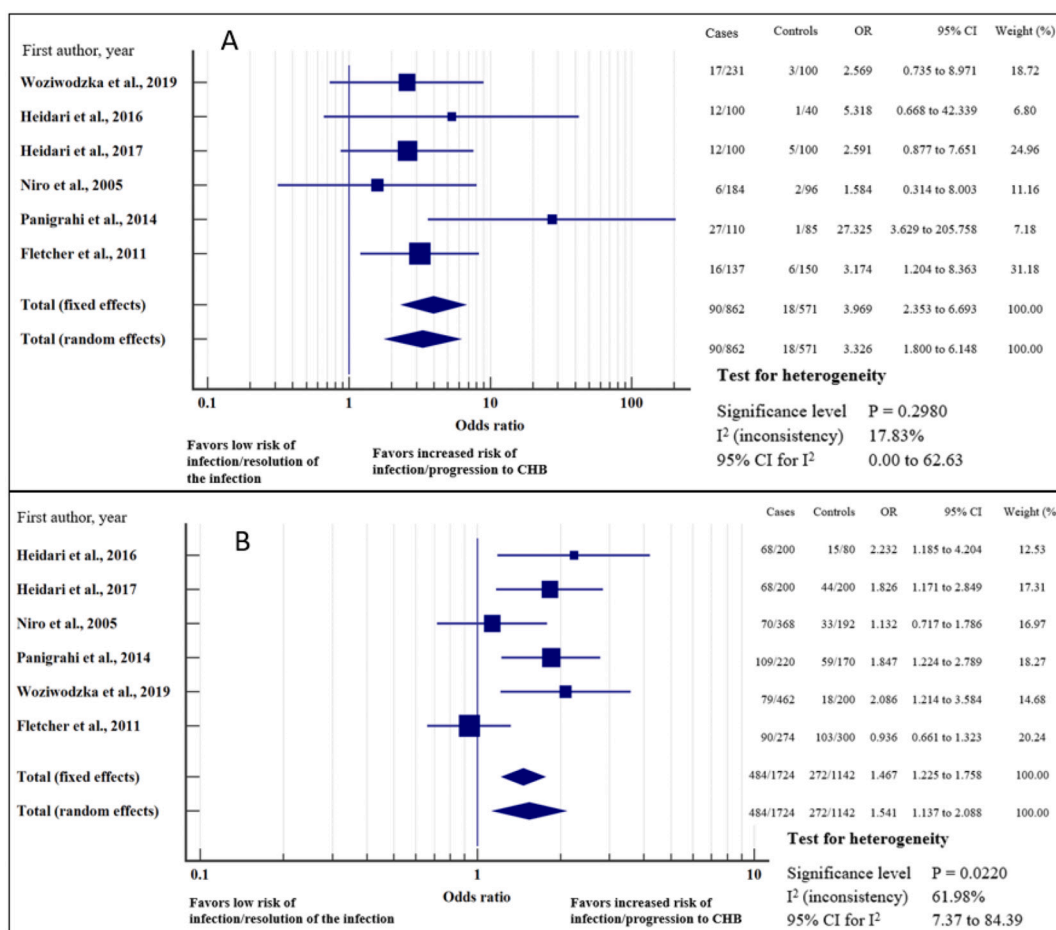 A
First author, year
Cases Controls OR 95% CI Weight (%)
Woziwodzka et al., 2019 17/231 3/100 2.569 0.735 to 8.971 18.72
Heidari et al., 2016 12/100 1/40 5.318 0.668 to 42.339 6.80
Heidari et al., 2017 12/100 5/100 2.591 0.877 to 7.651 24.96
Niro et al., 2005 6/184 2/96 1.584 0.314 to 8.003 11.16
Panigrahi et al., 2014 27/110 1/85 27.325 3.629 to 205.758 7.18
Fletcher et al., 2011 16/137 6/150 3.174 1.204 to 8.363 31.18
Total (fixed effects) 90/862 18/571 3.969 2.353 to 6.693 100.00
Total (random effects) 90/862 18/571 3.326 1.800 to 6.148 100.00
0.1 1 10 100
Odds ratio
Favors low risk of
infection/resolution of
the infection
Favors increased risk of
infection/progression to CHB
Test for heterogeneity
Significance level P = 0.2980
I² (inconsistency) 17.83%
95% CI for I² 0.00 to 62.63
B
First author, year
Cases Controls OR 95% CI Weight (%)
Heidari et al., 2016 68/200 15/80 2.232 1.185 to 4.204 12.53
Heidari et al., 2017 68/200 44/200 1.826 1.171 to 2.849 17.31
Niro et al., 2005 70/368 33/192 1.132 0.717 to 1.786 16.97
Panigrahi et al., 2014 109/220 59/170 1.847 1.224 to 2.789 18.27
Woziwodzka et al., 2019 79/462 18/200 2.086 1.214 to 3.584 14.68
Fletcher et al., 2011 90/274 103/300 0.936 0.661 to 1.323 20.24
Total (fixed effects) 484/1724 272/1142 1.467 1.225 to 1.758 100.00
Total (random effects) 484/1724 272/1142 1.541 1.137 to 2.088 100.00
0.1 1 10
Odds ratio
Favors low risk of
infection/resolution of the infection
Favors increased risk of
infection/progression to CHB
Test for heterogeneity
Significance level P = 0.0220
I² (inconsistency) 61.98%
95% CI for I² 7.37 to 84.39